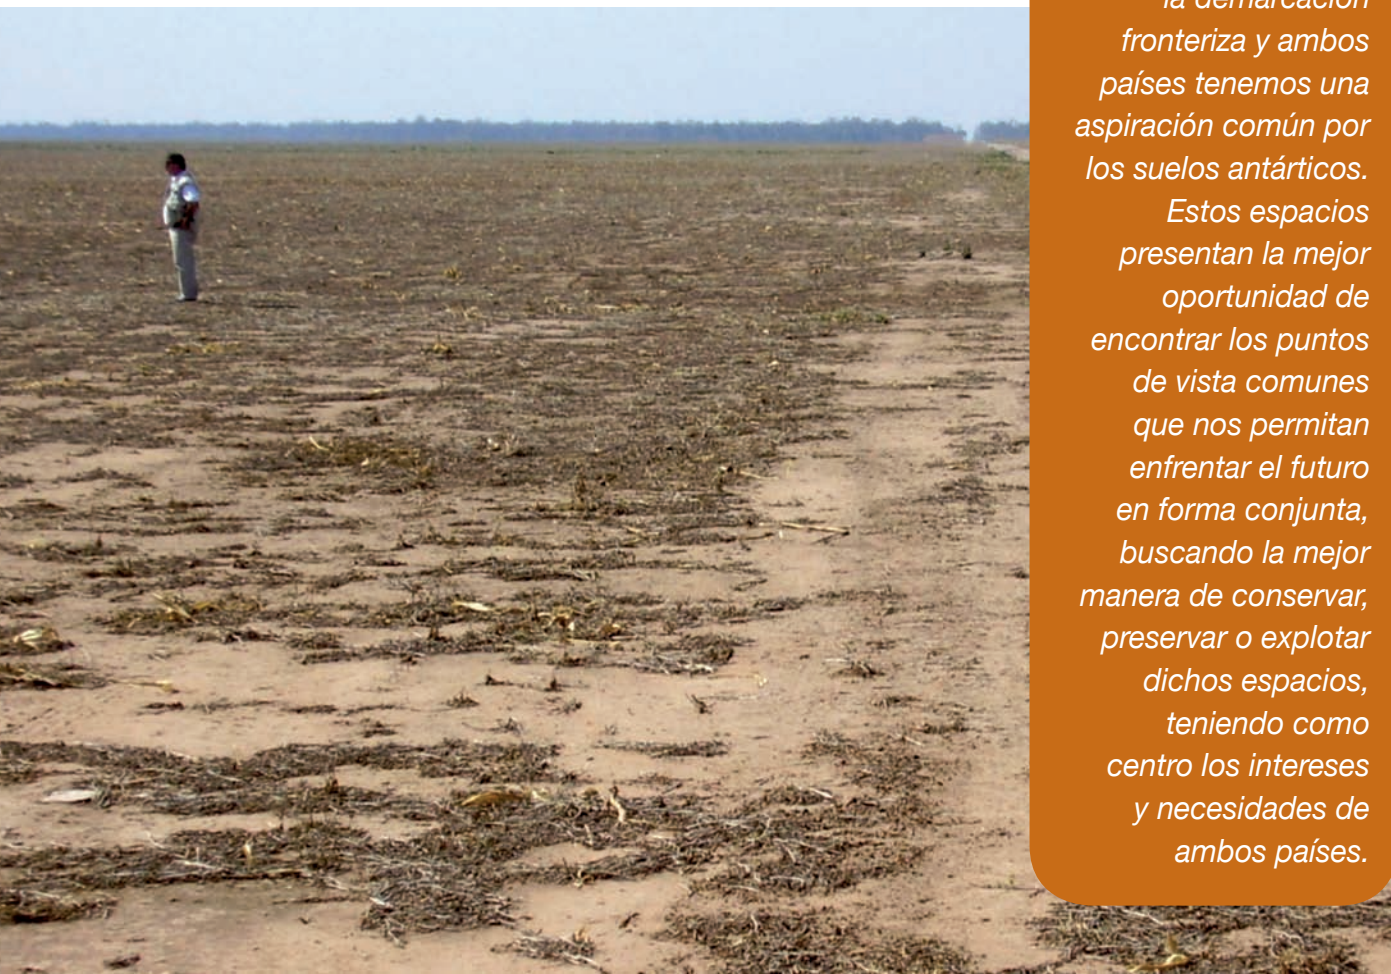 la demarcación
fronteriza y ambos
países tenemos una
aspiración común por
los suelos antárticos.
Estos espacios
presentan la mejor
oportunidad de
encontrar los puntos
de vista comunes
que nos permitan
enfrentar el futuro
en forma conjunta,
buscando la mejor
manera de conservar,
preservar o explotar
dichos espacios,
teniendo como
centro los intereses
y necesidades de
ambos países.